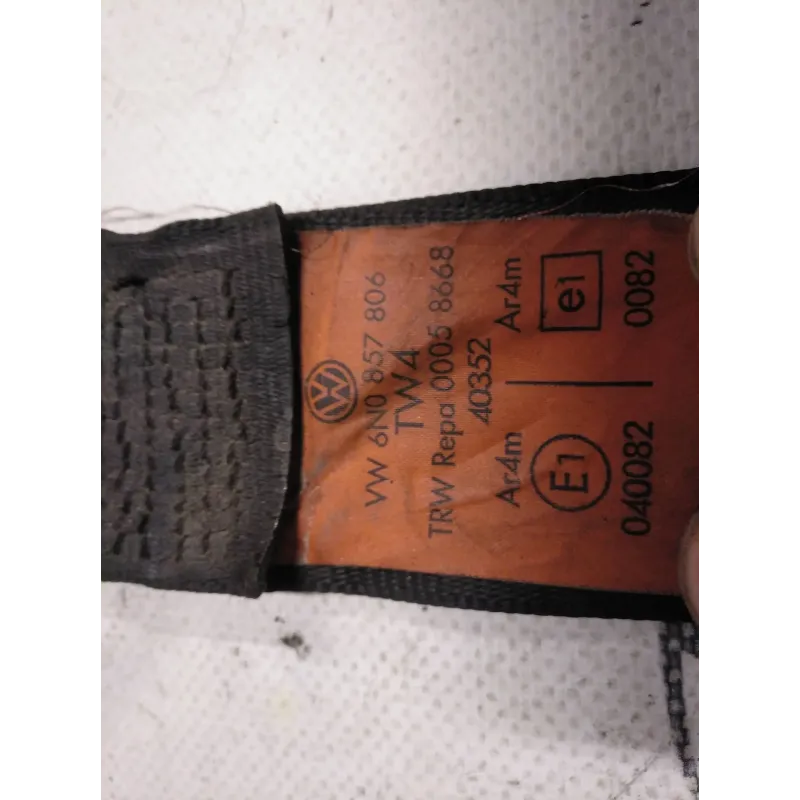 VW 6N0 857 806
TW4
TRW Repa 0005 8668
40352
Ar4m Ar4m
E1 e1
040082 0082